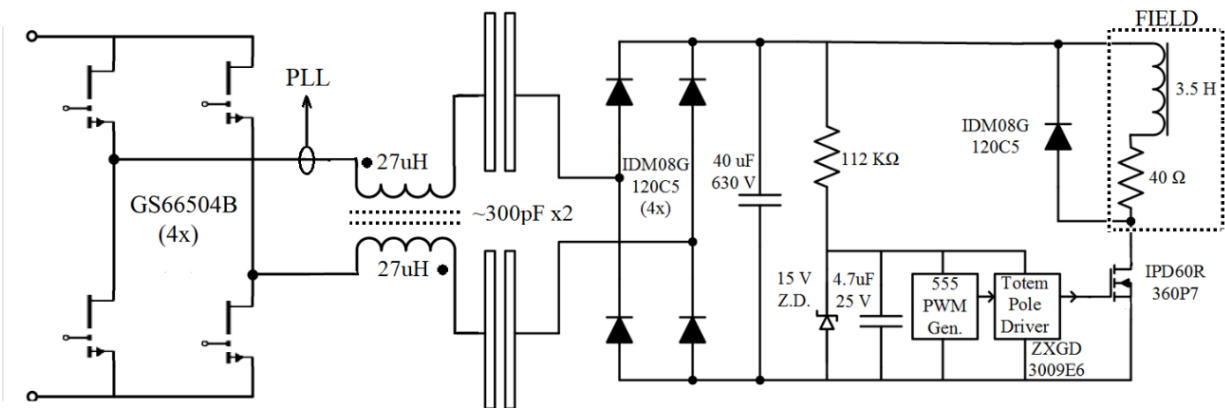 FIELD
PLL
3.5 H
IDM08G
120C5
27uH
IDM08G
120C5
(4x)
40 uF
630 V
112 KΩ
40 Ω
GS66504B
(4x)
~300pF x2
27uH
15 V
Z.D.
4.7uF
25 V
555
PWM
Gen.
Totem
Pole
Driver
ZXGD
3009E6
IPD60R
360P7